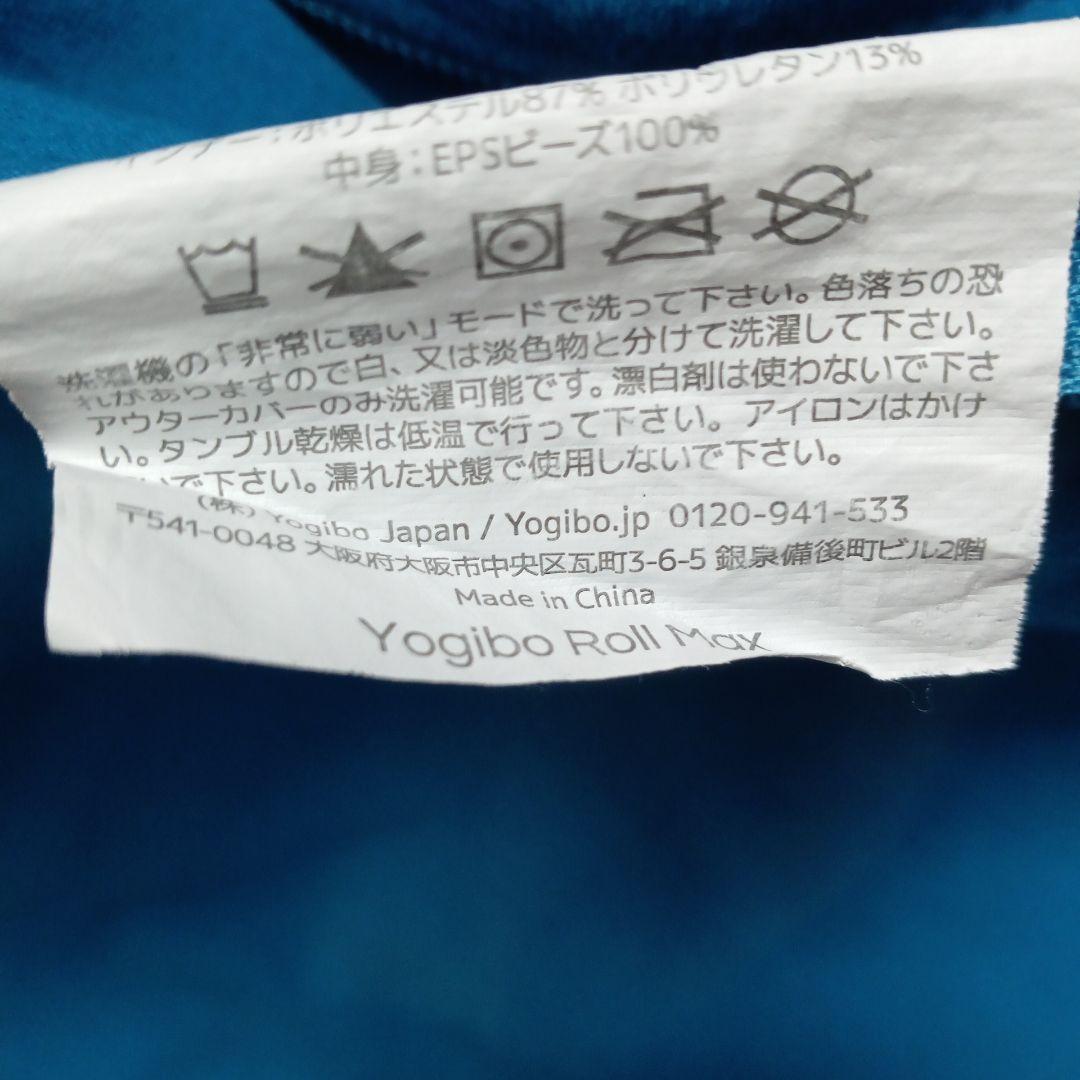 インナー：ポリエステル87% ポリウレタン13%
中身：EPSビーズ100%
洗濯機の「非常に弱い」モードで洗って下さい。色落ちの恐
れがありますので白、又は淡色物と分けて洗濯して下さい。
アウターカバーのみ洗濯可能です。漂白剤は使わないで下さ
い。タンブル乾燥は低温で行って下さい。アイロンはかけ
ないで下さい。濡れた状態で使用しないで下さい。
(株) Yogibo Japan / Yogibo.jp 0120-941-533
〒541-0048 大阪府大阪市中央区瓦町3-6-5 銀泉備後町ビル2階
Made in China
Yogibo Roll Max